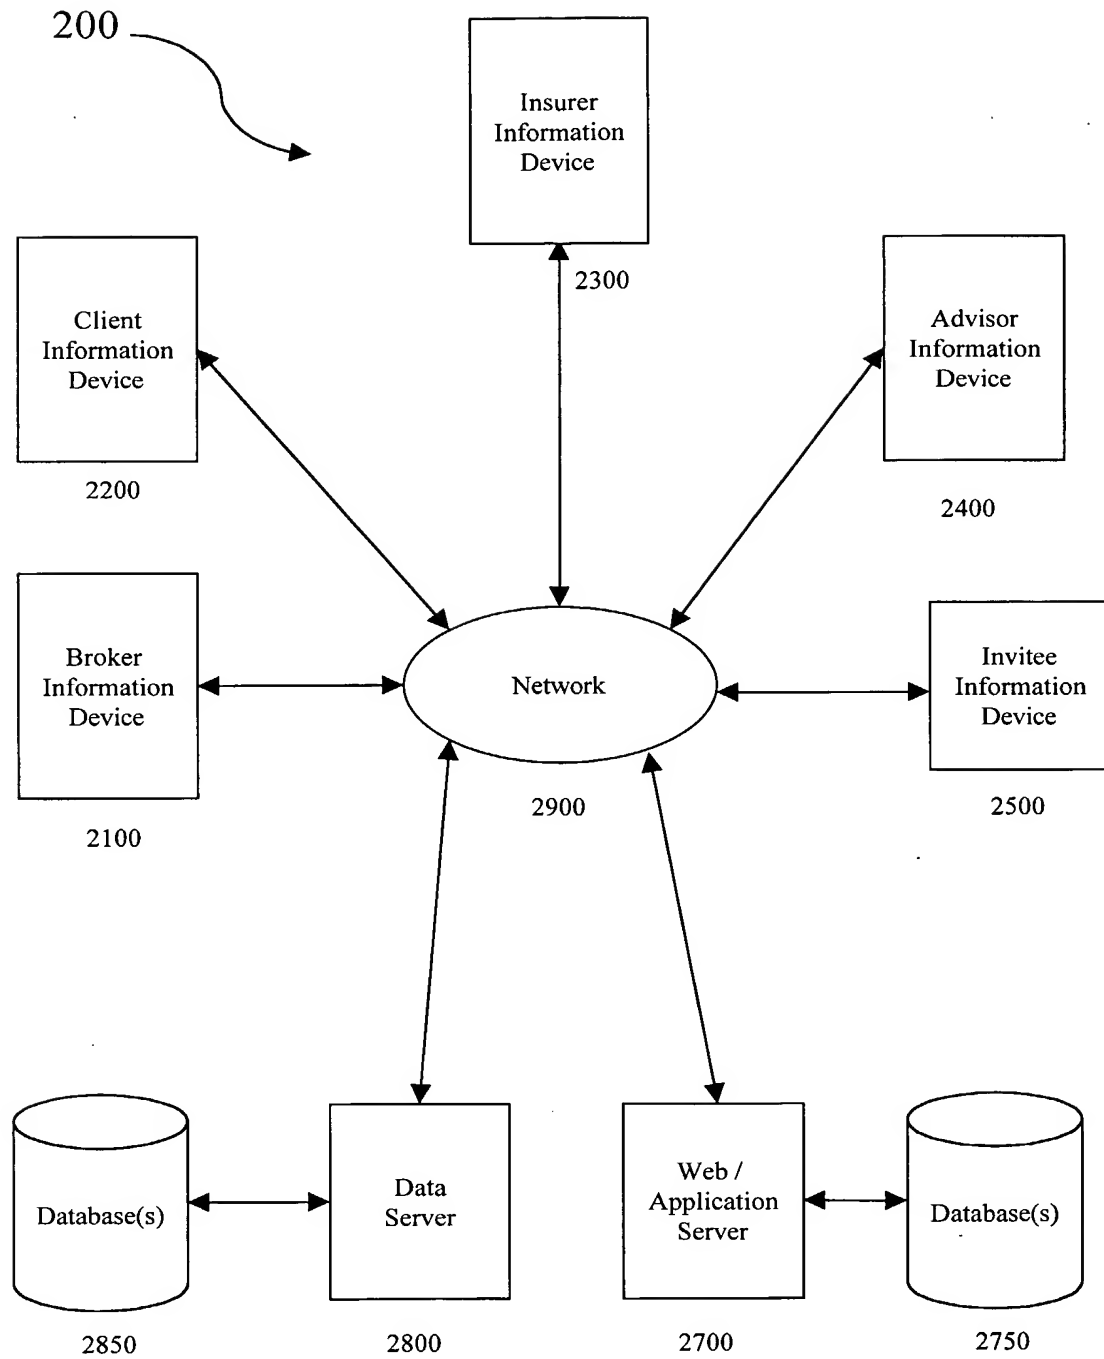 200
Insurer
Information
Device
2300
Client
Information
Device
2200
Advisor
Information
Device
2400
Broker
Information
Device
2100
Network
2900
Invitee
Information
Device
2500
Database(s)
2850
Data
Server
2800
Web /
Application
Server
2700
Database(s)
2750